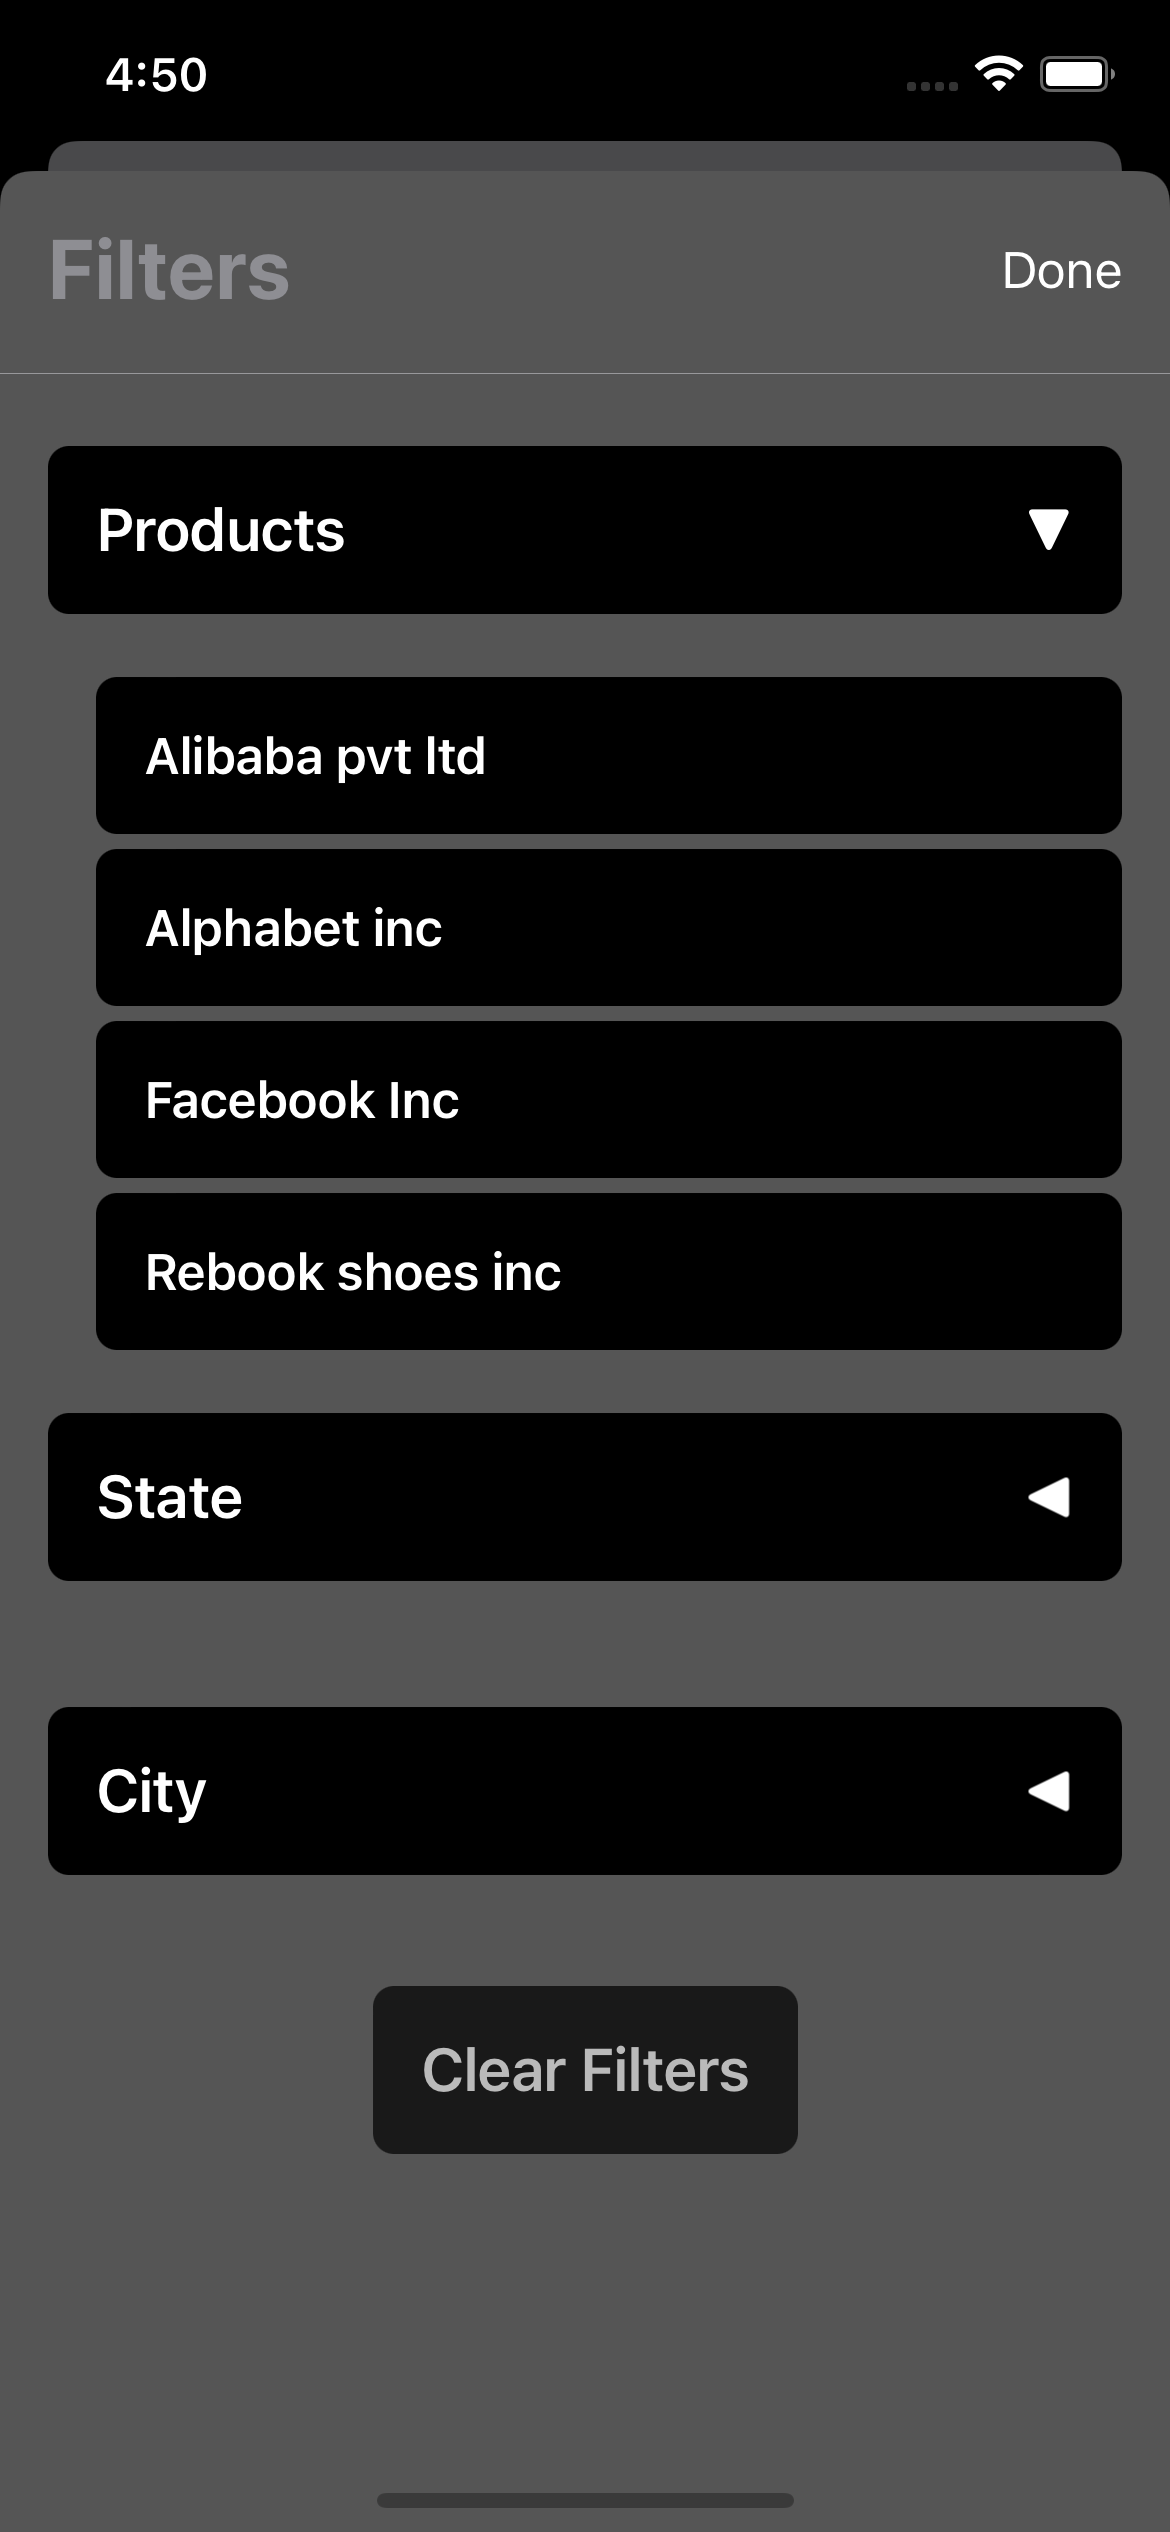 4:50
Filters
Done
Products
Alibaba pvt ltd
Alphabet inc
Facebook Inc
Rebook shoes inc
State
City
Clear Filters